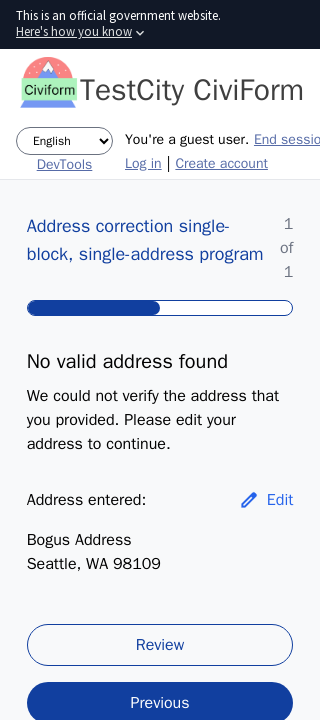 This is an official government website.
Here's how you know
Civiform
TestCity CiviForm
English
You're a guest user. End sessio
DevTools
Log in | Create account
Address correction single-
block, single-address program
1
of
1
No valid address found
We could not verify the address that
you provided. Please edit your
address to continue.
Address entered:
Edit
Bogus Address
Seattle, WA 98109
Review
Previous